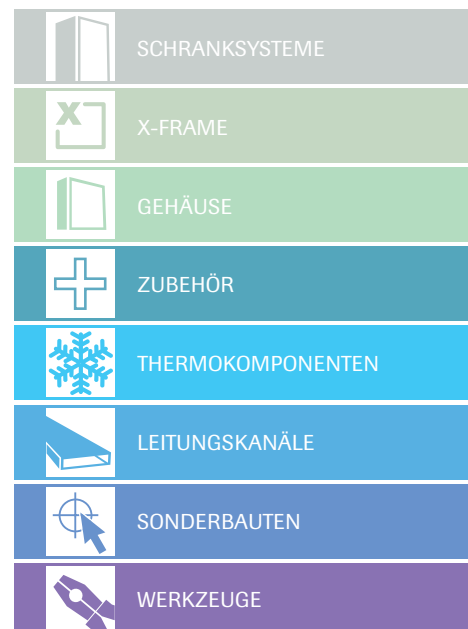 SCHRANKSYSTEME
X-FRAME
GEHÄUSE
ZUBEHÖR
THERMOKOMPONENTEN
LEITUNGSKANÄLE
SONDERBAUTEN
WERKZEUGE